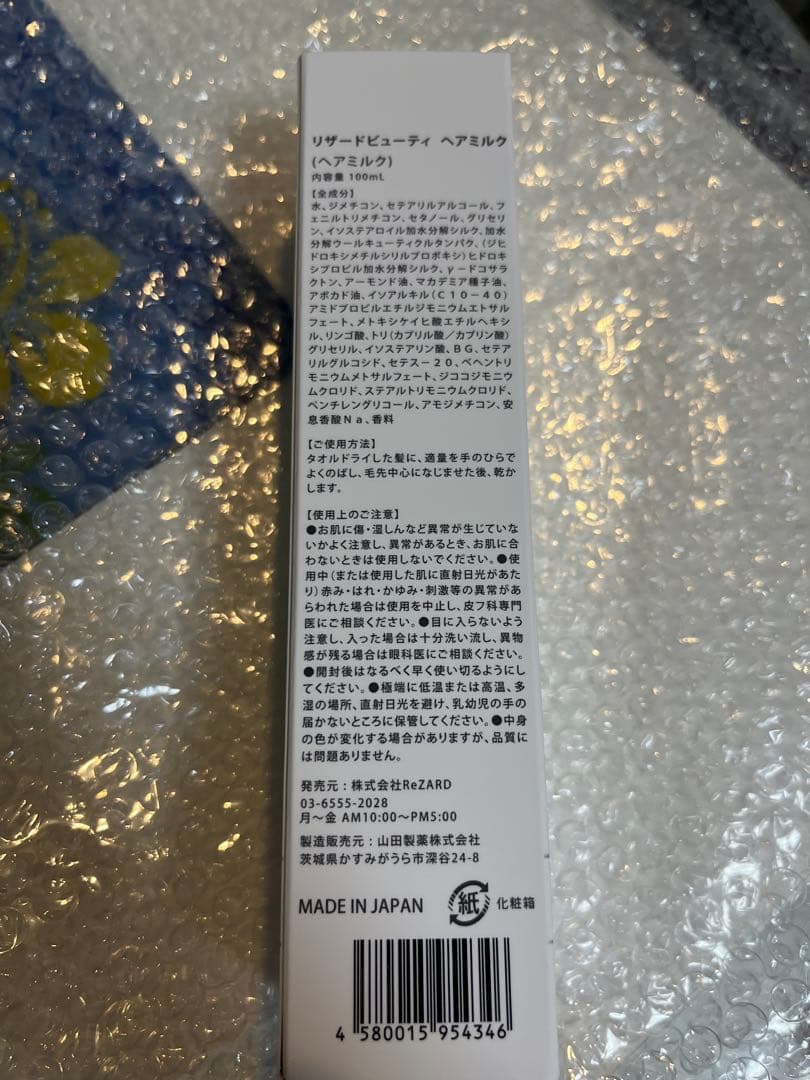 リザードビューティ ヘアミルク
(ヘアミルク)
内容量 100mL
【全成分】
水、ジメチコン、セテアリルアルコール、フ
ェニルトリメチコン、セタノール、グリセリ
ン、イソステアロイル加水分解シルク、加水
分解ウールキューティクルタンパク、(ジヒ
ドロキシメチルシリルプロポキシ)ヒドロキ
シプロピル加水分解シルク、γ－ドコサラ
クトン、アーモンド油、マカデミア種子油、
アボカド油、イソアルキル(C10－40)
アミドプロピルエチルジモニウムエトサル
フェート、メトキシケイヒ酸エチルヘキシ
ル、リンゴ酸、トリ(カプリル酸／カプリン酸)
グリセリル、イソステアリン酸、BG、セテア
リルグルコシド、セテス－20、ベヘントリ
モニウムメトサルフェート、ジココジモニウ
ムクロリド、ステアルトリモニウムクロリド、
ペンチレングリコール、アモジメチコン、安
息香酸Na、香料
【ご使用方法】
タオルドライした髪に、適量を手のひらで
よくのばし、毛先中心になじませた後、乾か
します。
【使用上のご注意】
●お肌に傷・湿しんなど異常が生じていな
いかよく注意し、異常があるとき、お肌に合
わないときは使用しないでください。●使
用中(または使用した肌に直射日光があた
り)赤み・はれ・かゆみ・刺激等の異常があ
らわれた場合は使用を中止し、皮フ科専門
医にご相談ください。●目に入らないよう
注意し、入った場合は十分洗い流し、異物
感が残る場合は眼科医にご相談ください。
●開封後はなるべく早く使い切るようにし
てください。●極端に低温または高温、多
湿の場所、直射日光を避け、乳幼児の手の
届かないところに保管してください。●中身
の色が変化する場合がありますが、品質に
は問題ありません。
発売元：株式会社ReZARD
03-6555-2028
月〜金 AM10:00〜PM5:00
製造販売元：山田製薬株式会社
茨城県かすみがうら市深谷24-8
MADE IN JAPAN 紙 化粧箱
4 580015 954346